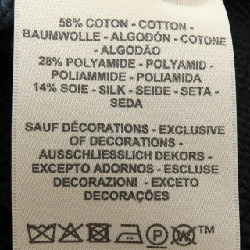 58% COTON - COTTON -
BAUMWOLLE - ALGODÓN - COTONE
- ALGODÃO
28% POLYAMIDE - POLYAMID -
POLIAMMIDE - POLIAMIDA
14% SOIE - SILK - SEIDE - SETA -
SEDA
SAUF DÉCORATIONS - EXCLUSIVE
OF DECORATIONS -
AUSSCHLIESSLICH DEKORS -
EXCEPTO ADORNOS - ESCLUSE
DECORAZIONI - EXCETO
DECORAÇÕES
P W TM